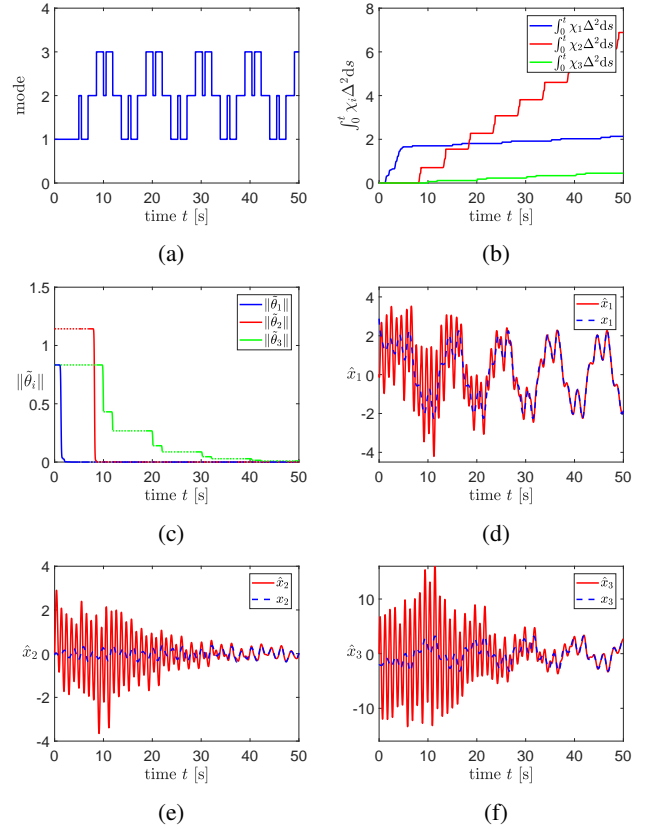 4
3
2
1
0
mode
0 10 20 30 40 50
time t [s]
(a)
8
6
4
2
0
∫₀ᵗ χᵢΔ²ds
∫₀ᵗ χ₁Δ²ds
∫₀ᵗ χ₂Δ²ds
∫₀ᵗ χ₃Δ²ds
0 10 20 30 40 50
time t [s]
(b)
1.5
1
0.5
0
‖θ̃ᵢ‖
‖θ̃₁‖
‖θ̃₂‖
‖θ̃₃‖
0 10 20 30 40 50
time t [s]
(c)
4
2
0
-2
-4
x̂₁
x̂₁
x₁
0 10 20 30 40 50
time t [s]
(d)
4
2
0
-2
-4
x̂₂
x̂₂
x₂
0 10 20 30 40 50
time t [s]
(e)
10
0
-10
x̂₃
x̂₃
x₃
0 10 20 30 40 50
time t [s]
(f)